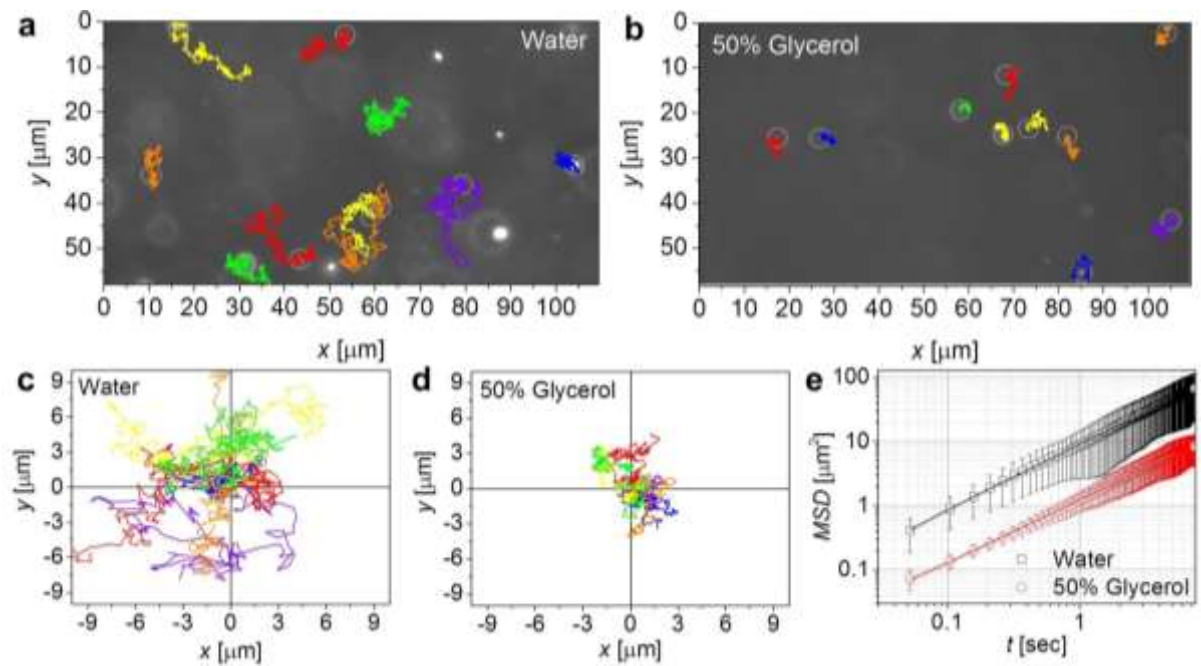 a
Water
0
10
20
30
40
50
y [μm]
0 10 20 30 40 50 60 70 80 90 100
x [μm]
b
50% Glycerol
0
10
20
30
40
50
y [μm]
0 10 20 30 40 50 60 70 80 90 100
x [μm]
c
Water
9
6
3
0
-3
-6
-9
y [μm]
-9 -6 -3 0 3 6 9
x [μm]
d
50% Glycerol
9
6
3
0
-3
-6
-9
y [μm]
-9 -6 -3 0 3 6 9
x [μm]
e
100
10
1
0.1
MSD [μm²]
Water
50% Glycerol
0.1 1
t [sec]